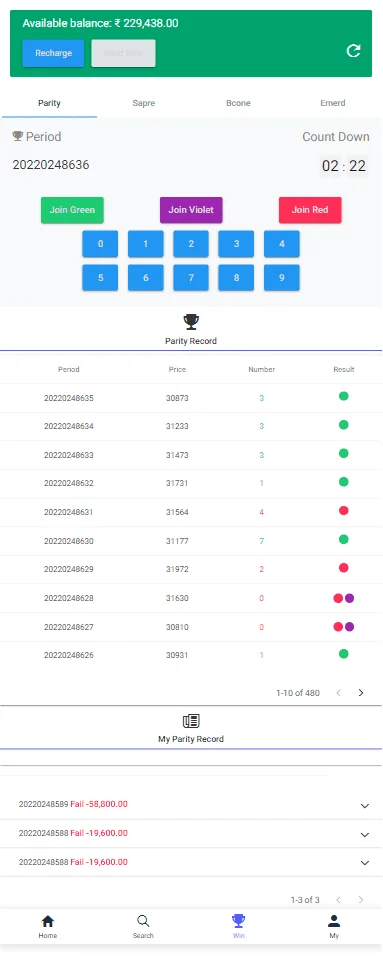 Available balance: ₹ 229,438.00
Recharge
Parity Sapre Bcone Emerd
Period Count Down
20220248636 02 : 22
Join Green Join Violet Join Red
0 1 2 3 4
5 6 7 8 9
Parity Record
Period Price Number Result
20220248635 30873 3
20220248634 31233 3
20220248633 31473 3
20220248632 31731 1
20220248631 31564 4
20220248630 31177 7
20220248629 31972 2
20220248628 31630 0
20220248627 30810 0
20220248626 30931 1
1-10 of 480
My Parity Record
20220248589 Fail -58,800.00
20220248588 Fail -19,600.00
20220248588 Fail -19,600.00
1-3 of 3
Home Search Win My